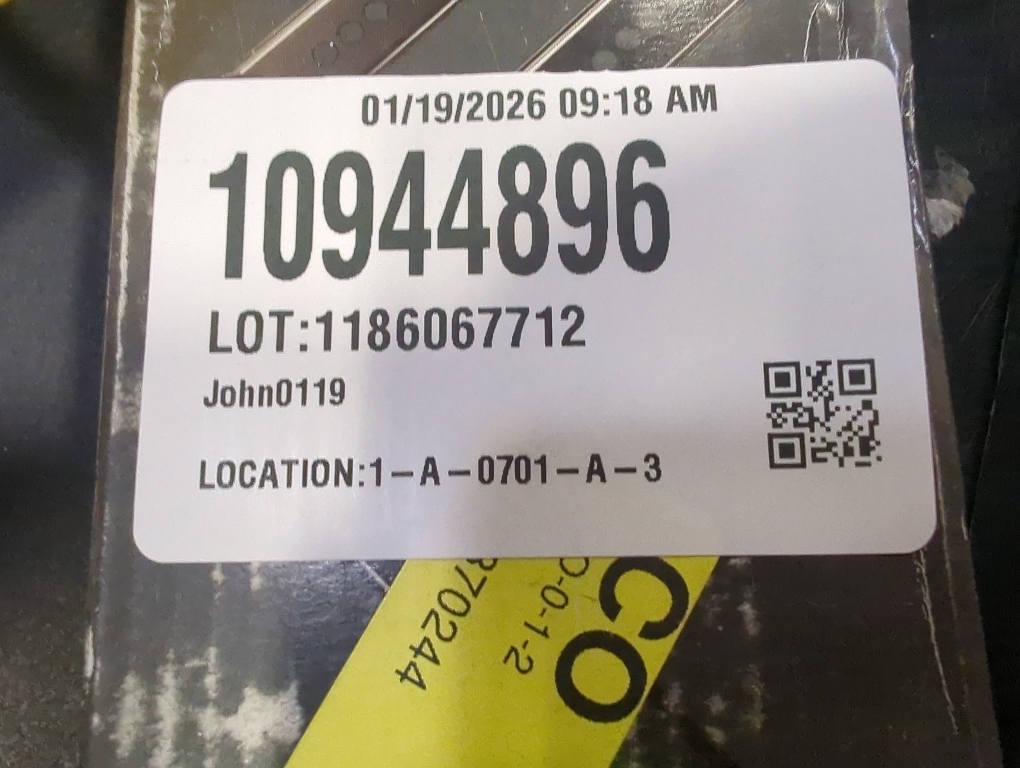 01/19/2026 09:18 AM
10944896
LOT:1186067712
John0119
LOCATION:1-A-0701-A-3
CO
0-0-1-2
370244